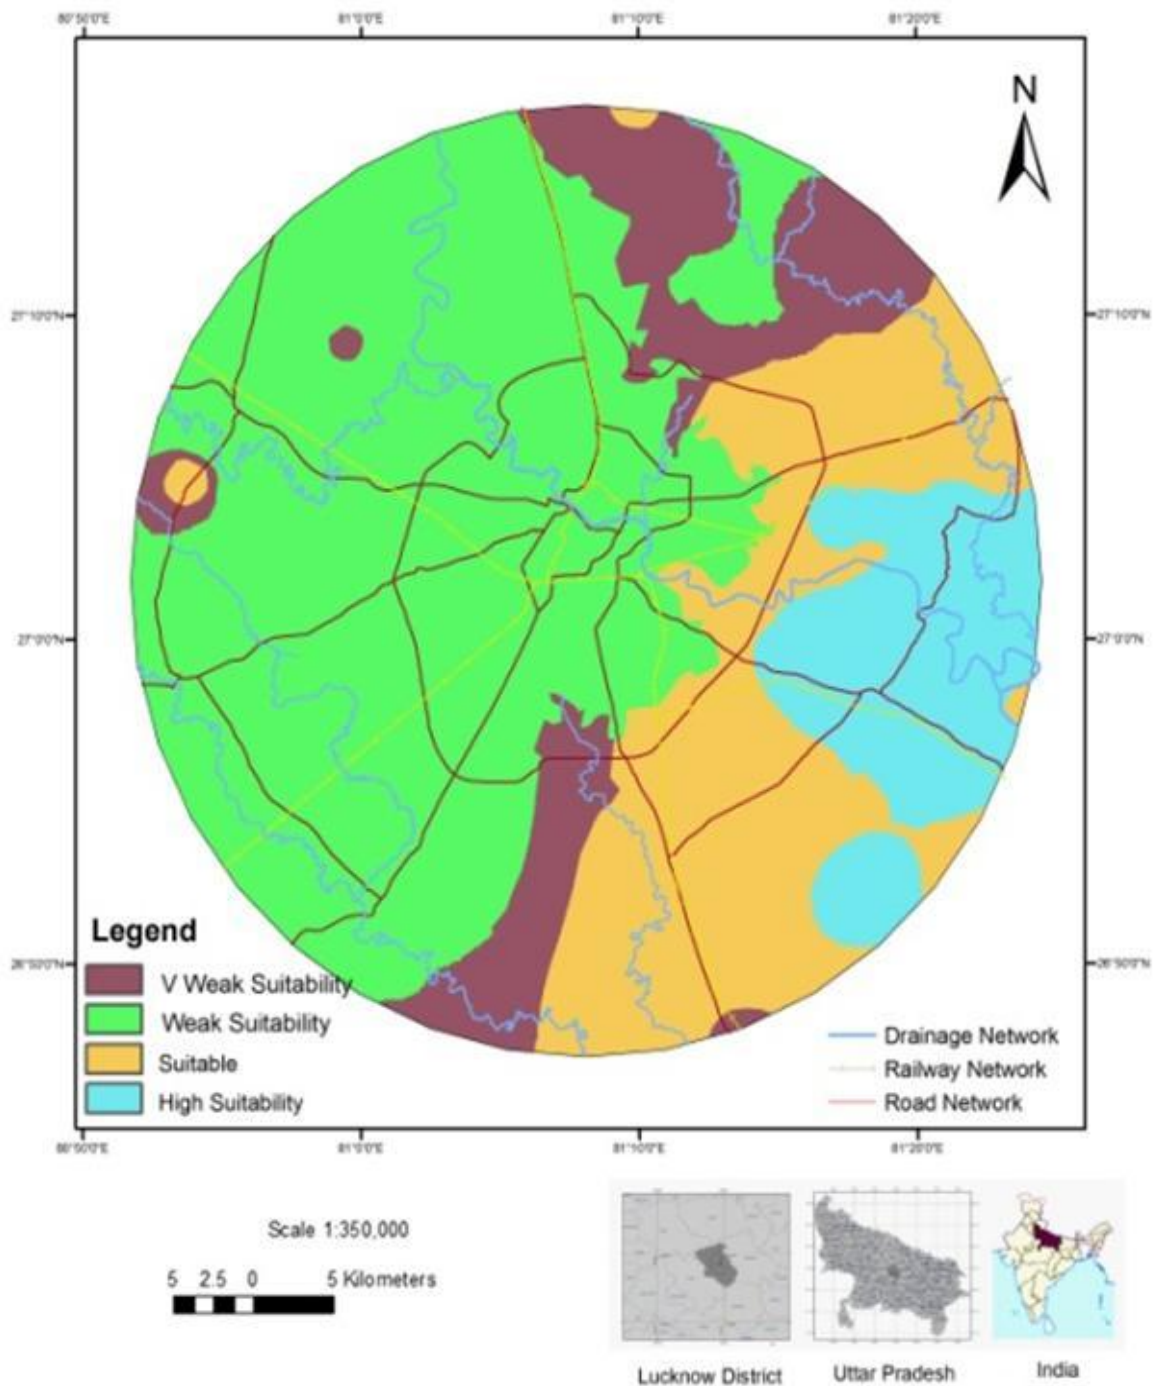 80°50'0"E 81°0'0"E 81°10'0"E 81°20'0"E
N
27°10'0"N 27°10'0"N
27°0'0"N 27°0'0"N
26°50'0"N 26°50'0"N
Legend
V Weak Suitability
Weak Suitability
Suitable
High Suitability
Drainage Network
Railway Network
Road Network
80°50'0"E 81°0'0"E 81°10'0"E 81°20'0"E
Scale 1:350,000
5 2.5 0 5 Kilometers
Lucknow District Uttar Pradesh India